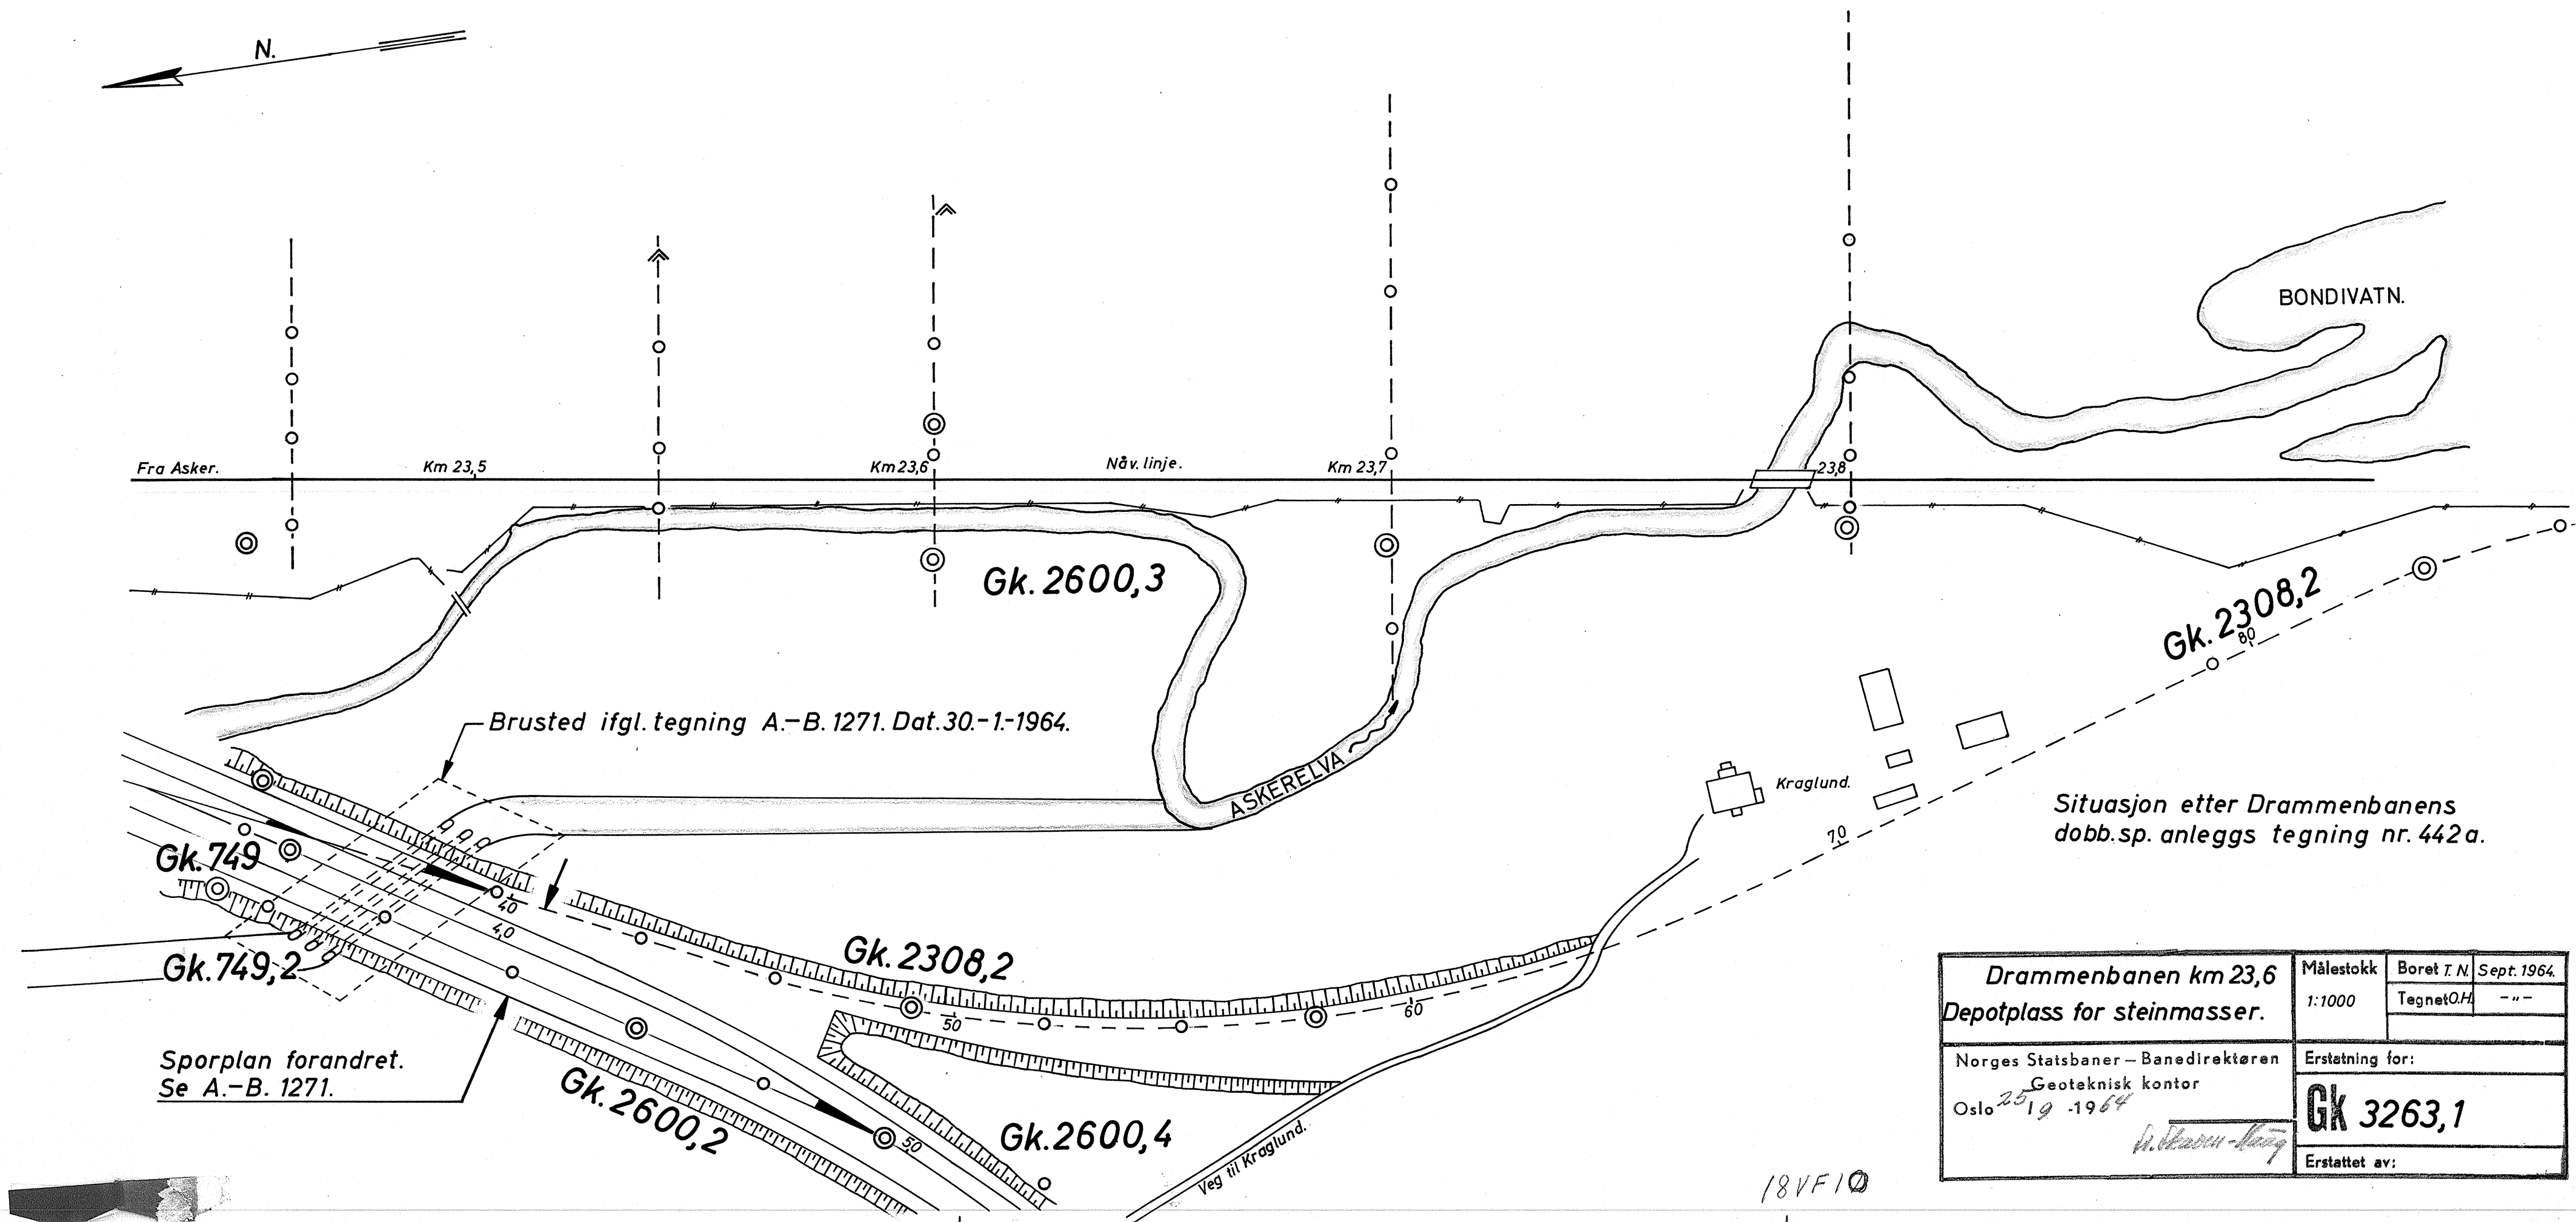 N.
BONDIVATN.
Fra Asker.
Km 23,5
Km 23,6
Nåv. linje.
Km 23,7
23,8
Gk. 2600,3
Gk. 2308,2
80
Brusted ifgl. tegning A.-B. 1271. Dat. 30.-1.-1964.
ASKERELVA
Kraglund.
70
Situasjon etter Drammenbanens
dobb. sp. anleggs tegning nr. 442 a.
Gk. 749
40
4,0
Gk. 749,2
Gk. 2308,2
50
60
Sporplan forandret.
Se A.-B. 1271.
Gk. 2600,2
50
Gk. 2600,4
Veg til Kraglund.
18VF10
Drammenbanen km 23,6
Depotplass for steinmasser.
Målestokk
1:1000
Boret T. N. Sept. 1964.
Tegnet O.H. -"-
Norges Statsbaner – Banedirektøren
Geoteknisk kontor
Oslo 25/9 -1964
Skaven-Haug
Erstatning for:
Gk 3263,1
Erstattet av: